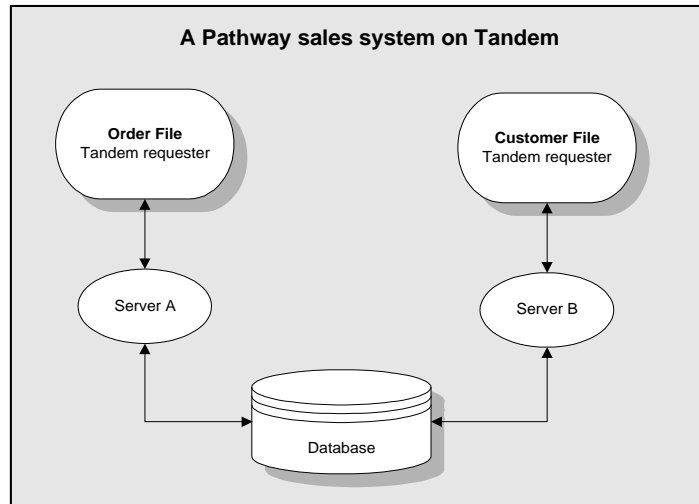 A Pathway sales system on Tandem
Order File
Tandem requester
Customer File
Tandem requester
Server A
Server B
Database